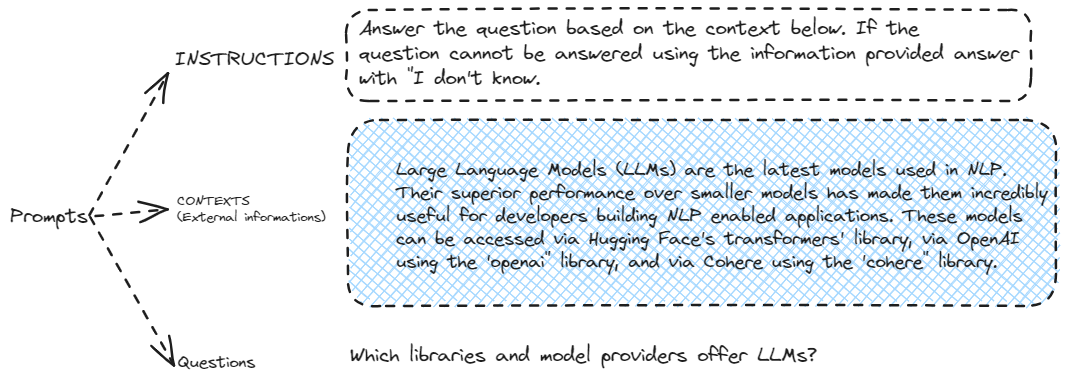 Prompts
INSTRUCTIONS
Answer the question based on the context below. If the
question cannot be answered using the information provided answer
with "I don't know.
CONTEXTS
(External informations)
Large Language Models (LLMs) are the latest models used in NLP.
Their superior performance over smaller models has made them incredibly
useful for developers building NLP enabled applications. These models
can be accessed via Hugging Face's transformers' library, via OpenAI
using the 'openai" library, and via Cohere using the 'cohere" library.
Questions
Which libraries and model providers offer LLMs?